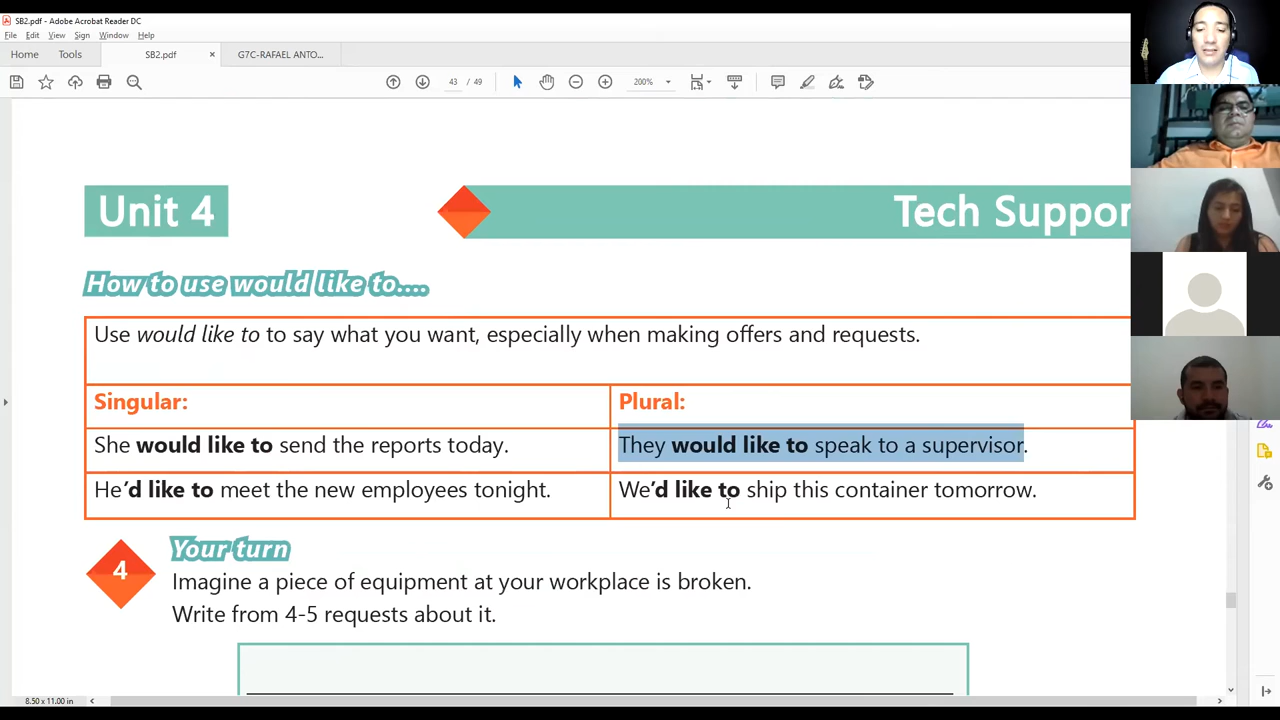 SB2.pdf - Adobe Acrobat Reader DC
File Edit View Sign Window Help
Home Tools SB2.pdf × G7C-RAFAEL ANTO...
43 / 49 200%
Unit 4
Tech Suppor
How to use would like to....
Use would like to to say what you want, especially when making offers and requests.
Singular: Plural:
She would like to send the reports today. They would like to speak to a supervisor.
He'd like to meet the new employees tonight. We'd like to ship this container tomorrow.
4
Your turn
Imagine a piece of equipment at your workplace is broken.
Write from 4-5 requests about it.
8.50 x 11.00 in